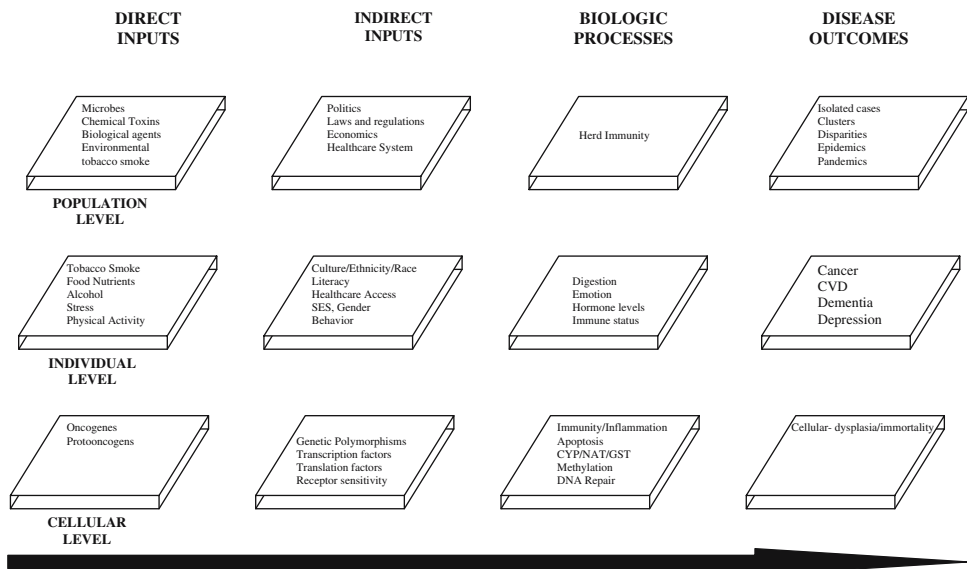 DIRECT
INPUTS
INDIRECT
INPUTS
BIOLOGIC
PROCESSES
DISEASE
OUTCOMES
Microbes
Chemical Toxins
Biological agents
Environmental
tobacco smoke
Politics
Laws and regulations
Economics
Healthcare System
Herd Immunity
Isolated cases
Clusters
Disparities
Epidemics
Pandemics
POPULATION
LEVEL
Tobacco Smoke
Food Nutrients
Alcohol
Stress
Physical Activity
Culture/Ethnicity/Race
Literacy
Healthcare Access
SES, Gender
Behavior
Digestion
Emotion
Hormone levels
Immune status
Cancer
CVD
Dementia
Depression
INDIVIDUAL
LEVEL
Oncogenes
Protooncogens
Genetic Polymorphisms
Transcription factors
Translation factors
Receptor sensitivity
Immunity/Inflammation
Apoptosis
CYP/NAT/GST
Methylation
DNA Repair
Cellular- dysplasia/immortality
CELLULAR
LEVEL